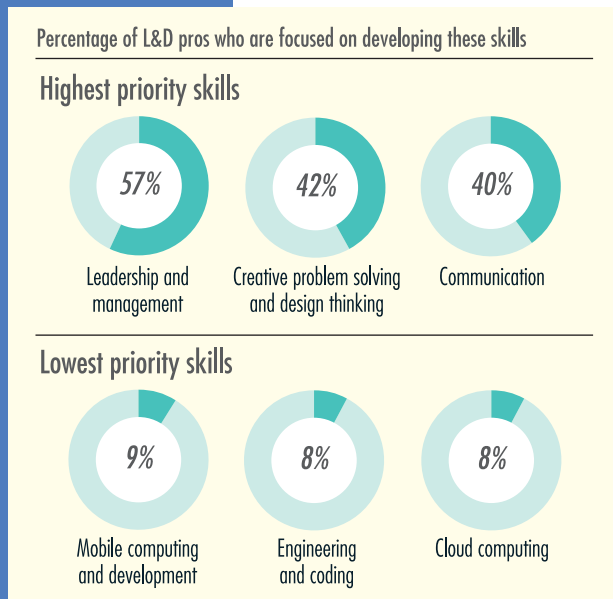 Percentage of L&D pros who are focused on developing these skills
Highest priority skills
57%
42%
40%
Leadership and
management
Creative problem solving
and design thinking
Communication
Lowest priority skills
9%
8%
8%
Mobile computing
and development
Engineering
and coding
Cloud computing